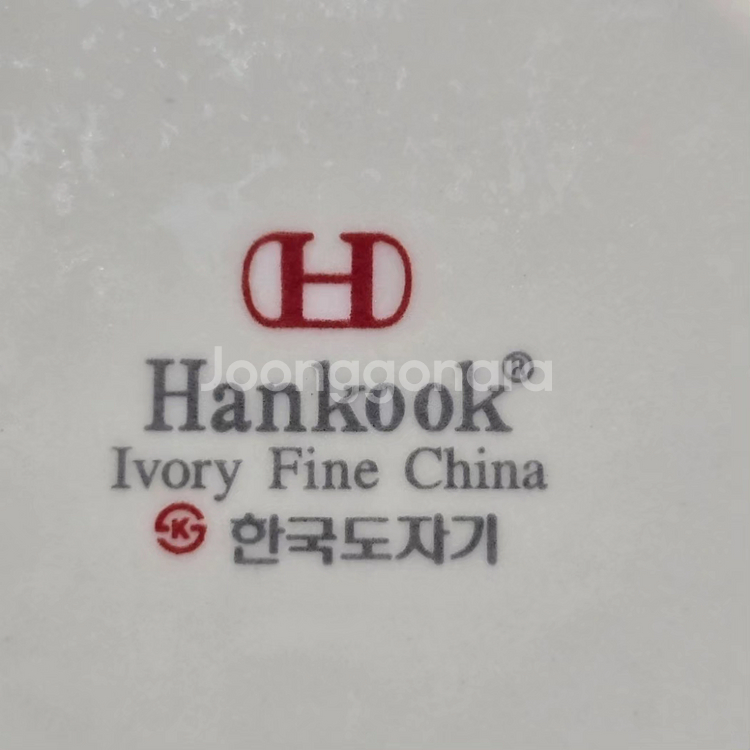 H
Hankook®
Joonggonara
Ivory Fine China
K 한국도자기